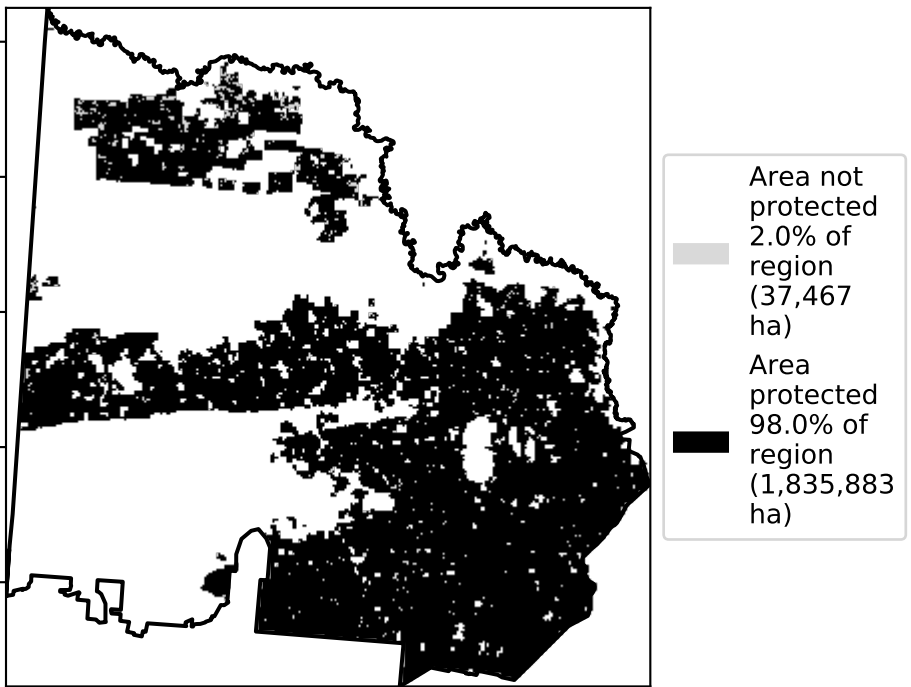 Area not
protected
2.0% of
region
(37,467
ha)
Area
protected
98.0% of
region
(1,835,883
ha)